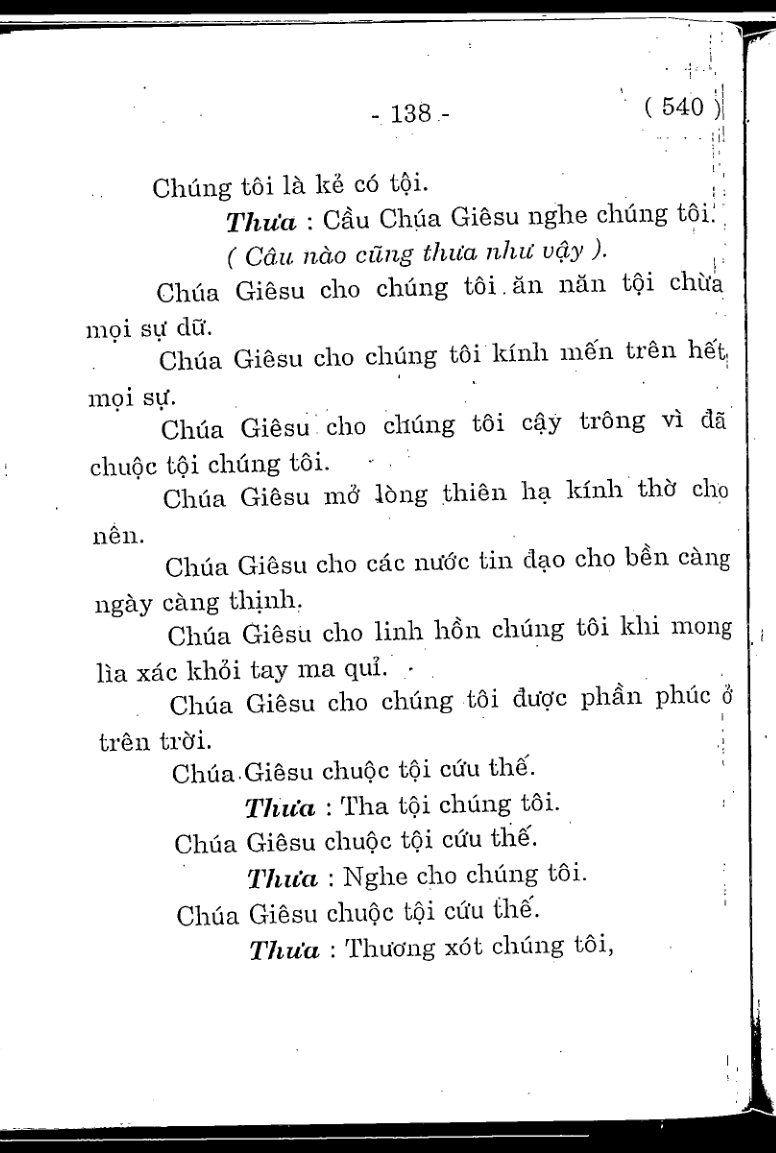 - 138 - ( 540 )
Chúng tôi là kẻ có tội.
Thưa : Cầu Chúa Giêsu nghe chúng tôi.
( Câu nào cũng thưa như vậy ).
Chúa Giêsu cho chúng tôi ăn năn tội chừa
mọi sự dữ.
Chúa Giêsu cho chúng tôi kính mến trên hết
mọi sự.
Chúa Giêsu cho chúng tôi cậy trông vì đã
chuộc tội chúng tôi.
Chúa Giêsu mở lòng thiên hạ kính thờ cho
nên.
Chúa Giêsu cho các nước tin đạo cho bền càng
ngày càng thịnh.
Chúa Giêsu cho linh hồn chúng tôi khi mong
lìa xác khỏi tay ma quỉ.
Chúa Giêsu cho chúng tôi được phần phúc ở
trên trời.
Chúa Giêsu chuộc tội cứu thế.
Thưa : Tha tội chúng tôi.
Chúa Giêsu chuộc tội cứu thế.
Thưa : Nghe cho chúng tôi.
Chúa Giêsu chuộc tội cứu thế.
Thưa : Thương xót chúng tôi,